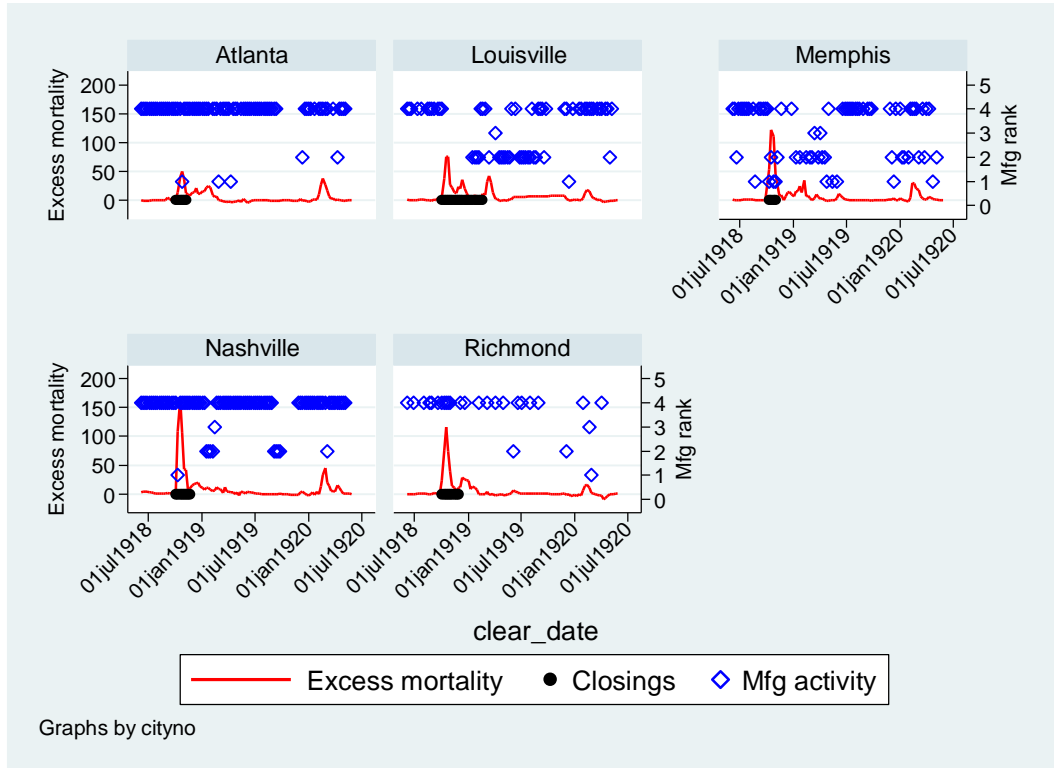 Atlanta
Louisville
Memphis
Excess mortality
200
150
100
50
0
5
4
3
2
1
0
Mfg rank
01jul1918
01jan1919
01jul1919
01jan1920
01jul1920
Nashville
Richmond
Excess mortality
200
150
100
50
0
5
4
3
2
1
0
Mfg rank
01jul1918
01jan1919
01jul1919
01jan1920
01jul1920
01jul1918
01jan1919
01jul1919
01jan1920
01jul1920
clear_date
Excess mortality Closings Mfg activity
Graphs by cityno